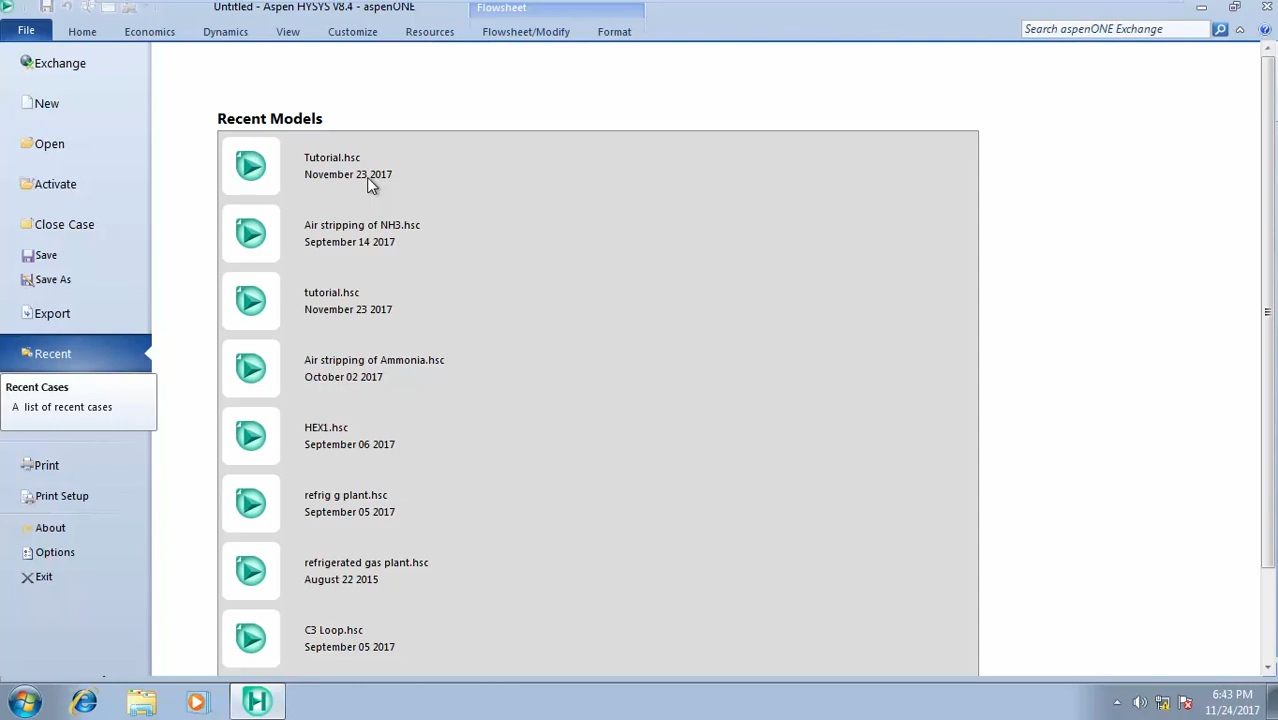 Untitled - Aspen HYSYS V8.4 - aspenONE
Flowsheet
File
Home
Economics
Dynamics
View
Customize
Resources
Flowsheet/Modify
Format
Search aspenONE Exchange
Exchange
New
Open
Activate
Close Case
Save
Save As
Export
Recent
Recent Cases
A list of recent cases
Print
Print Setup
About
Options
Exit
Recent Models
Tutorial.hsc
November 23 2017
Air stripping of NH3.hsc
September 14 2017
tutorial.hsc
November 23 2017
Air stripping of Ammonia.hsc
October 02 2017
HEX1.hsc
September 06 2017
refrig g plant.hsc
September 05 2017
refrigerated gas plant.hsc
August 22 2015
C3 Loop.hsc
September 05 2017
6:43 PM
11/24/2017